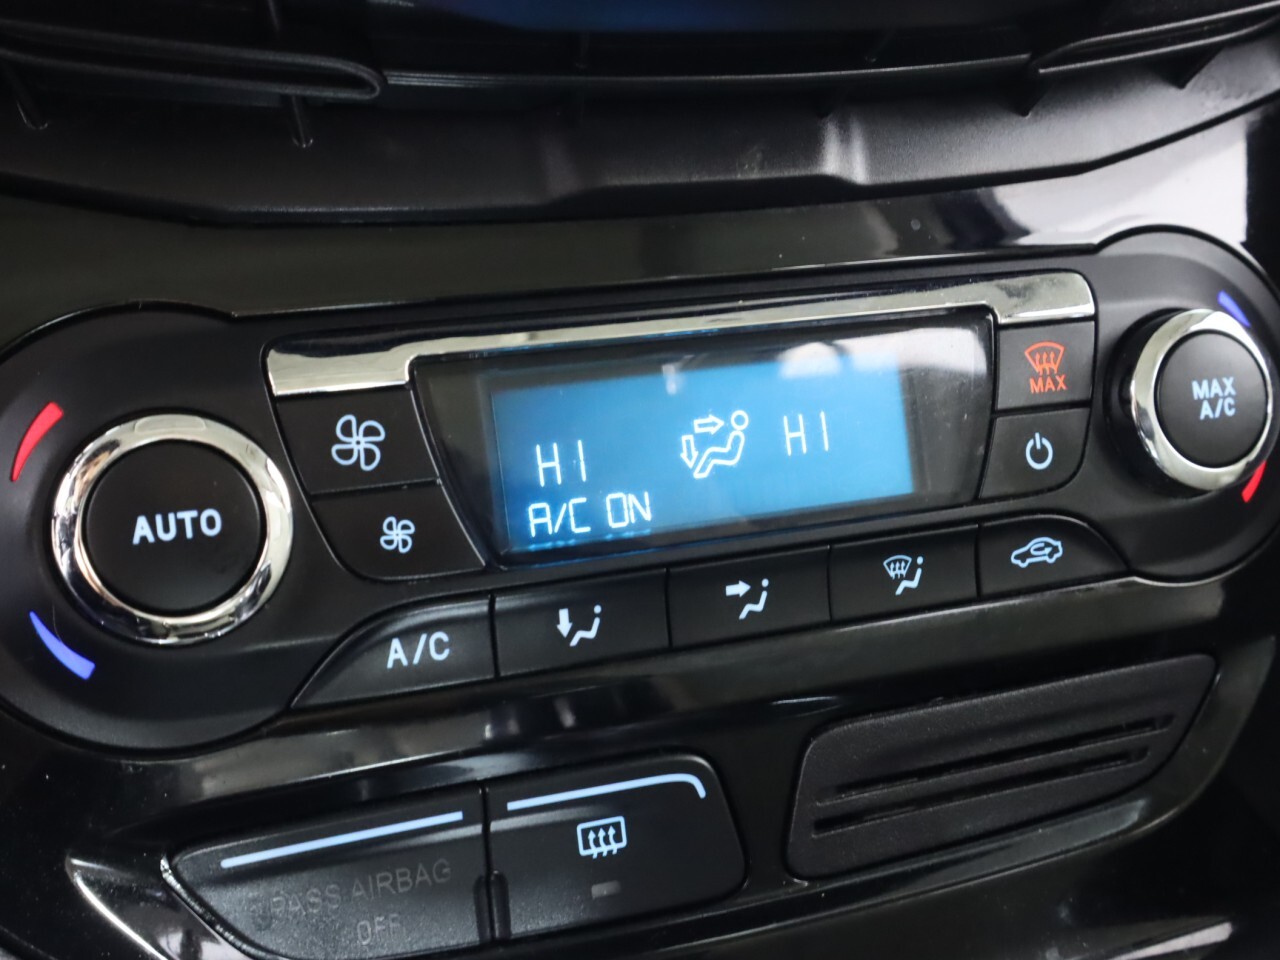 MAX
MAX
A/C
HI
HI
A/C ON
AUTO
A/C
PASS AIRBAG
OFF